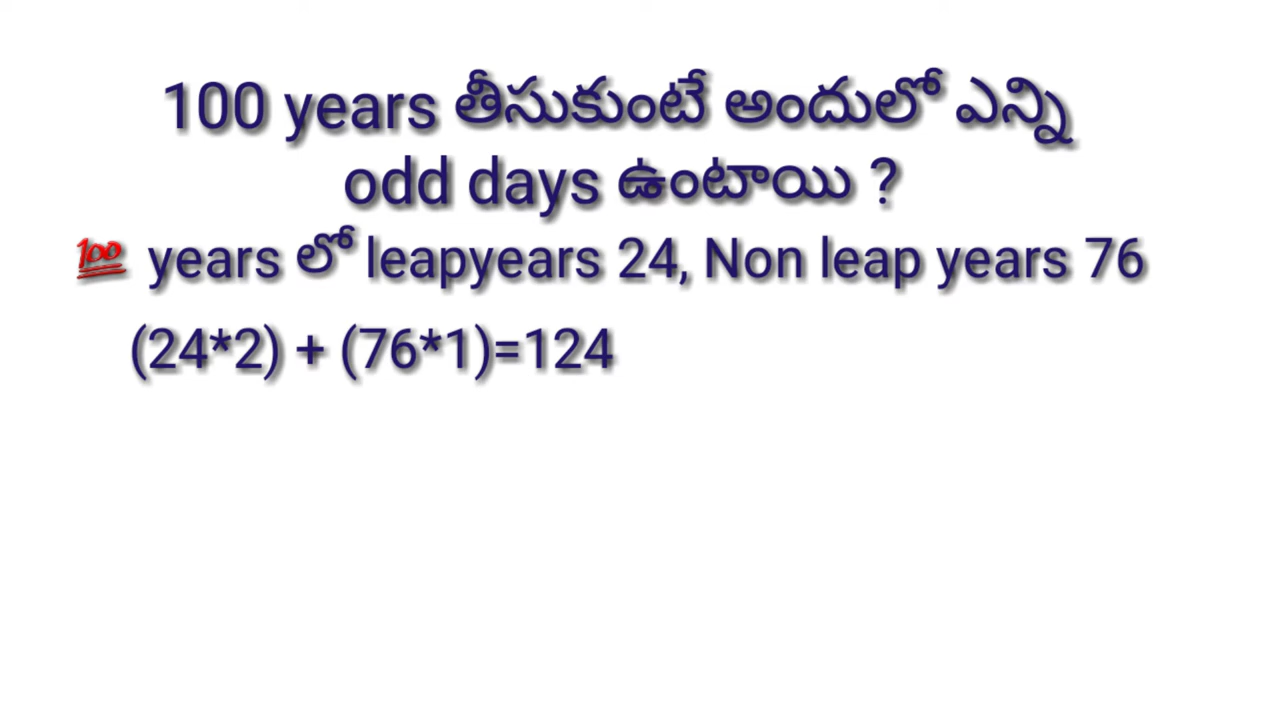 100 years తీసుకుంటే అందులో ఎన్ని
odd days ఉంటాయి ?
💯 years లో leapyears 24, Non leap years 76
(24*2) + (76*1)=124